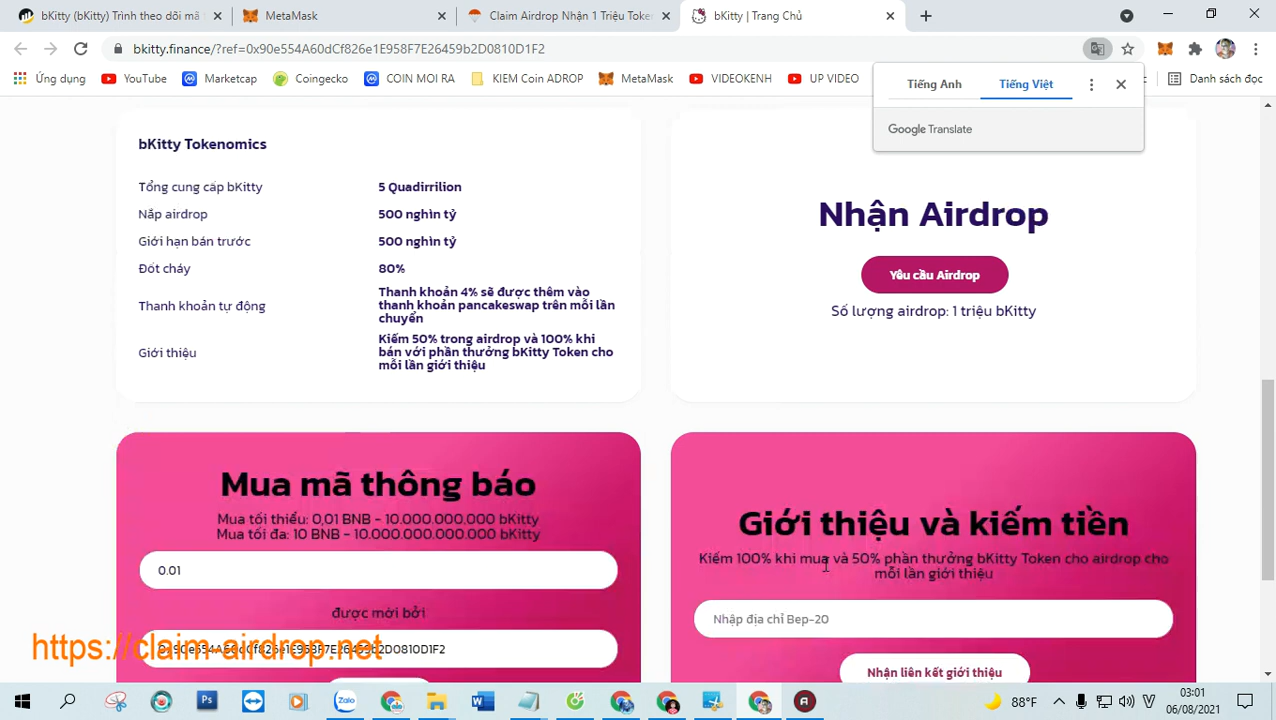 bKitty (bKitty) Trình theo dõi mã t
MetaMask
Claim Airdrop Nhận 1 Triệu Token
bKitty | Trang Chủ
bkitty.finance/?ref=0x90e554A60dCf826e1E958F7E26459b2D0810D1F2
Ứng dụng
YouTube
Marketcap
Coingecko
COIN MOI RA
KIEM Coin ADROP
MetaMask
VIDEOKENH
UP VIDEO
Danh sách đọc
Tiếng Anh
Tiếng Việt
Google Translate
bKitty Tokenomics
Tổng cung cấp bKitty
5 Quadirrilion
Nắp airdrop
500 nghìn tỷ
Giới hạn bán trước
500 nghìn tỷ
Đốt cháy
80%
Thanh khoản tự động
Thanh khoản 4% sẽ được thêm vào
thanh khoản pancakeswap trên mỗi lần
chuyển
Giới thiệu
Kiếm 50% trong airdrop và 100% khi
bán với phần thưởng bKitty Token cho
mỗi lần giới thiệu
Nhận Airdrop
Yêu cầu Airdrop
Số lượng airdrop: 1 triệu bKitty
Mua mã thông báo
Mua tối thiểu: 0,01 BNB - 10.000.000.000 bKitty
Mua tối đa: 10 BNB - 10.000.000.000 bKitty
0.01
được mời bởi
0x90e554A60dCf826e1E958F7E26459b2D0810D1F2
https://claim-airdrop.net
Giới thiệu và kiếm tiền
Kiếm 100% khi mua và 50% phần thưởng bKitty Token cho airdrop cho
mỗi lần giới thiệu
Nhập địa chỉ Bep-20
Nhận liên kết giới thiệu
Ps
Zalo
88°F
03:01
06/08/2021